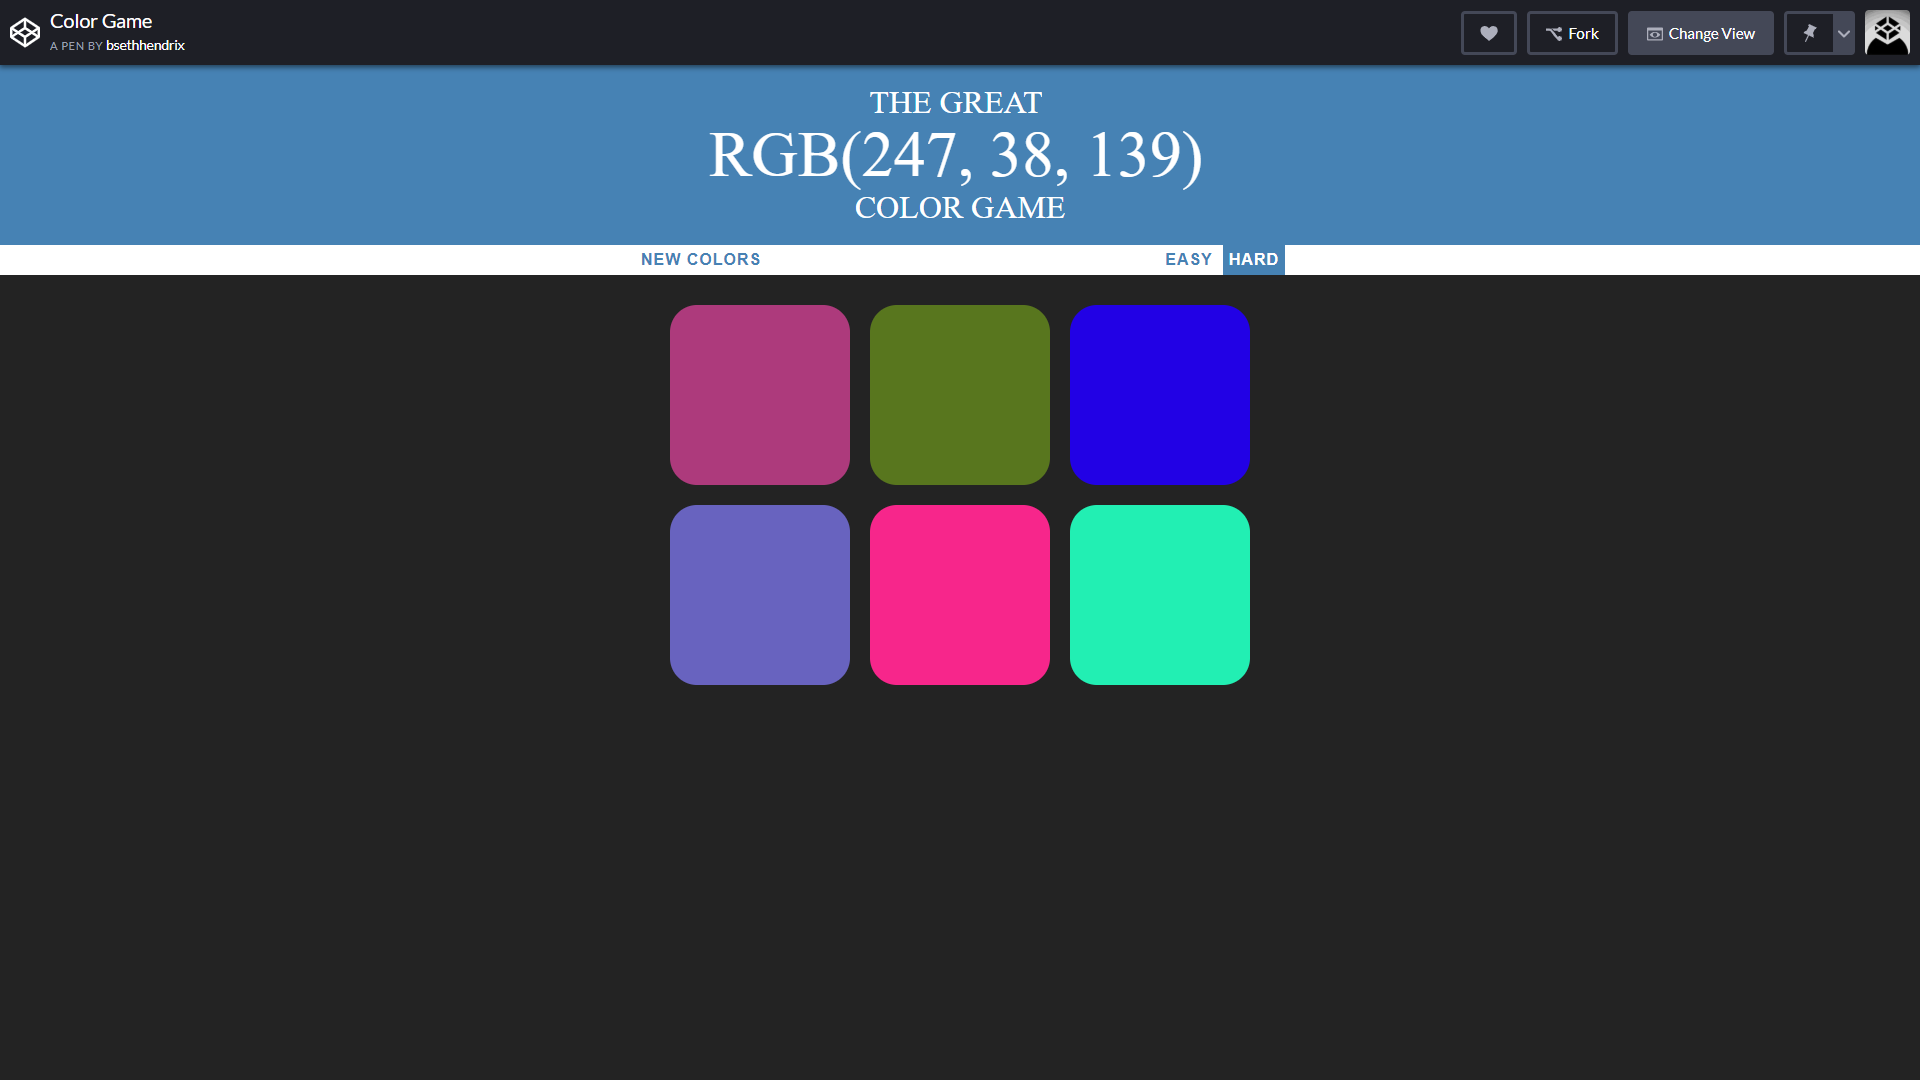 Color Game
A PEN BY bsethhendrix
Fork
Change View
THE GREAT
RGB(247, 38, 139)
COLOR GAME
NEW COLORS
EASY
HARD